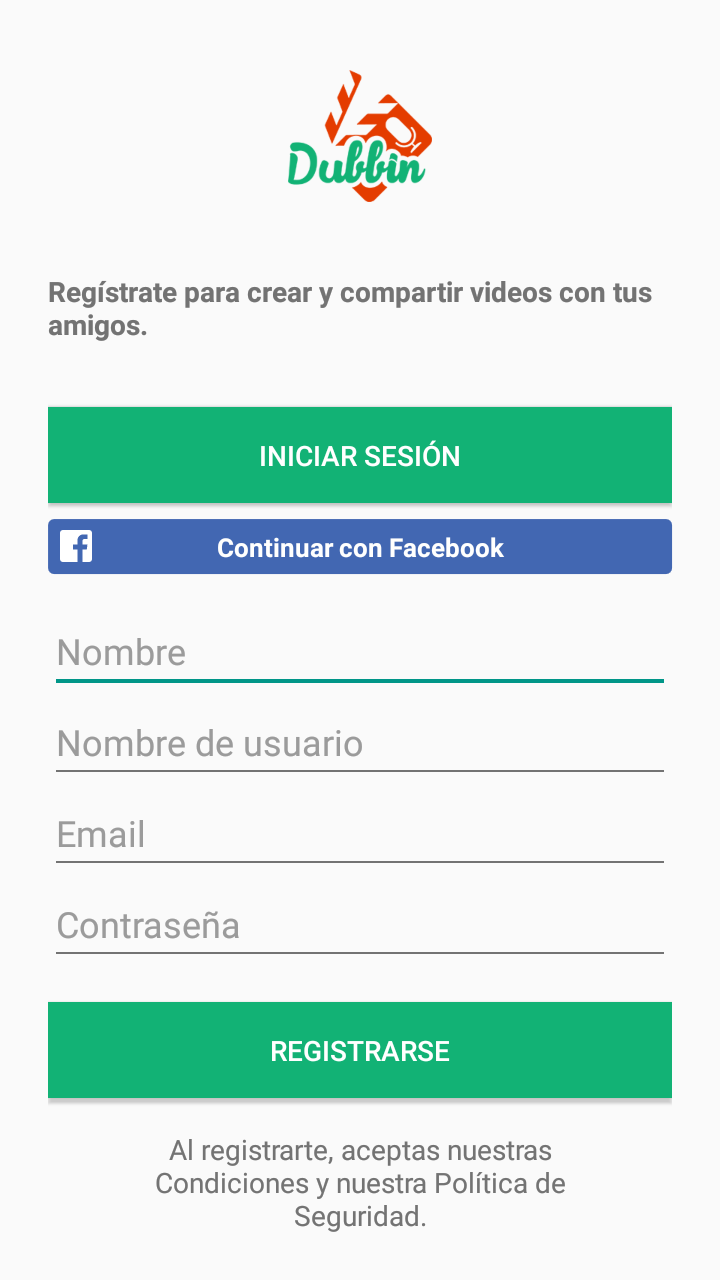 Dubbin
Regístrate para crear y compartir videos con tus
amigos.
INICIAR SESIÓN
Continuar con Facebook
Nombre
Nombre de usuario
Email
Contraseña
REGISTRARSE
Al registrarte, aceptas nuestras
Condiciones y nuestra Política de
Seguridad.